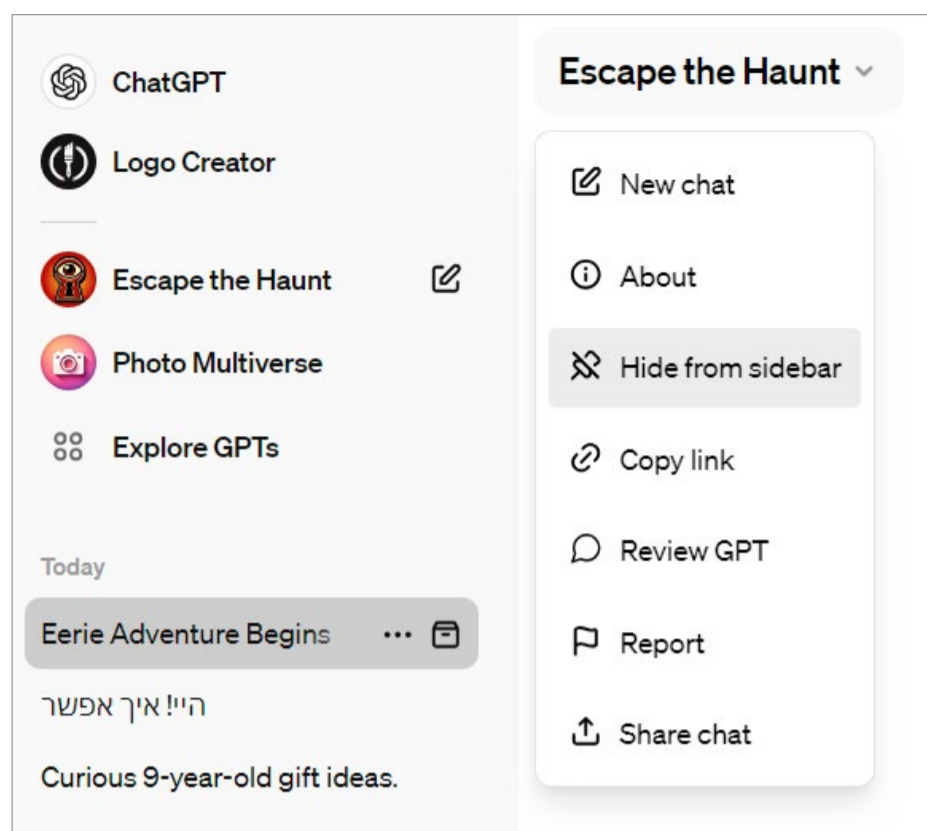 ChatGPT
Logo Creator
Escape the Haunt
Photo Multiverse
Explore GPTs
Today
Eerie Adventure Begins
היי! איך אפשר
Curious 9-year-old gift ideas.
Escape the Haunt
New chat
About
Hide from sidebar
Copy link
Review GPT
Report
Share chat